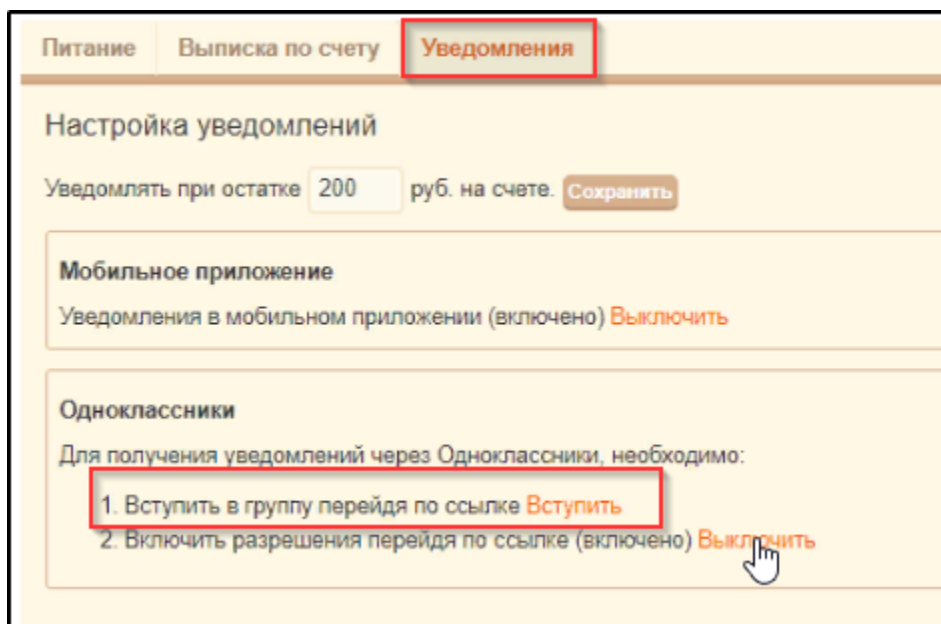 Питание Выписка по счету Уведомления
Настройка уведомлений
Уведомлять при остатке 200 руб. на счете. Сохранить
Мобильное приложение
Уведомления в мобильном приложении (включено) Выключить
Одноклассники
Для получения уведомлений через Одноклассники, необходимо:
1. Вступить в группу перейдя по ссылке Вступить
2. Включить разрешения перейдя по ссылке (включено) Выключить